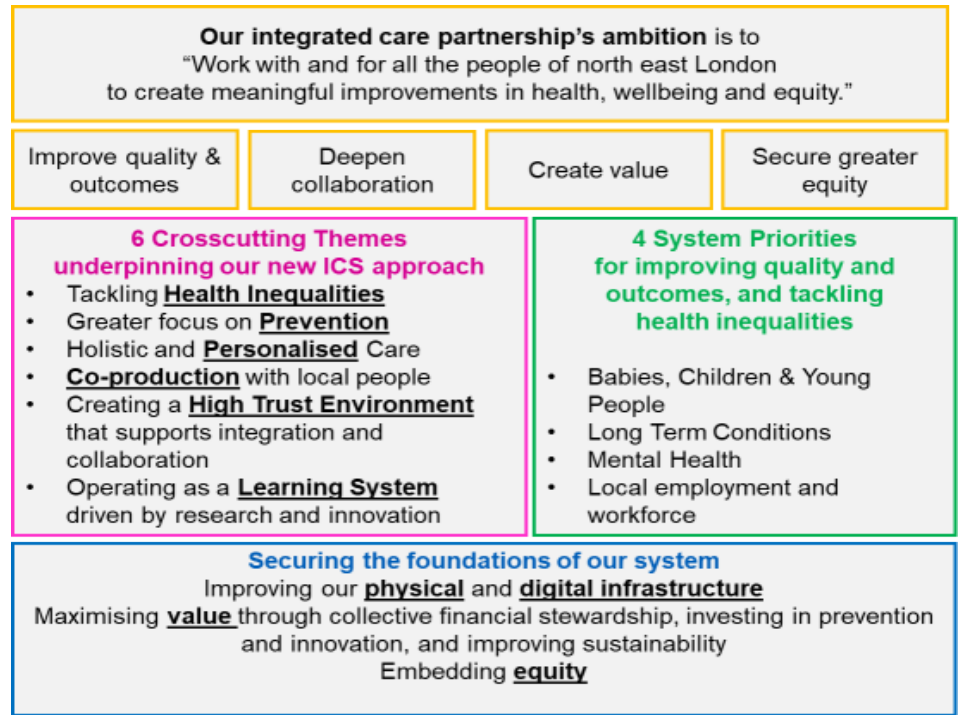 Our integrated care partnership's ambition is to
“Work with and for all the people of north east London
to create meaningful improvements in health, wellbeing and equity.”
Improve quality &
outcomes
Deepen
collaboration
Create value
Secure greater
equity
6 Crosscutting Themes
underpinning our new ICS approach
• Tackling Health Inequalities
• Greater focus on Prevention
• Holistic and Personalised Care
• Co-production with local people
• Creating a High Trust Environment
that supports integration and
collaboration
• Operating as a Learning System
driven by research and innovation
4 System Priorities
for improving quality and
outcomes, and tackling
health inequalities
• Babies, Children & Young
People
• Long Term Conditions
• Mental Health
• Local employment and
workforce
Securing the foundations of our system
Improving our physical and digital infrastructure
Maximising value through collective financial stewardship, investing in prevention
and innovation, and improving sustainability
Embedding equity